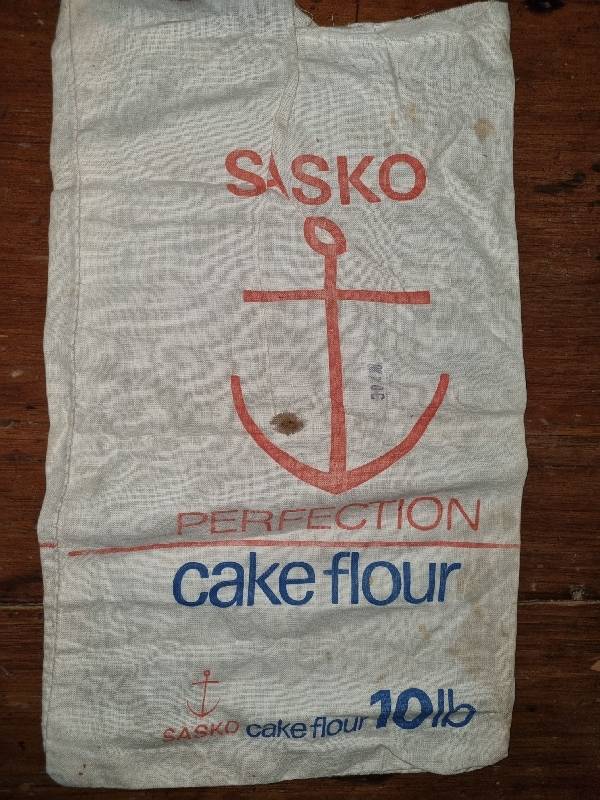 SASKO
PERFECTION
cake flour
SASKO cake flour 10lb